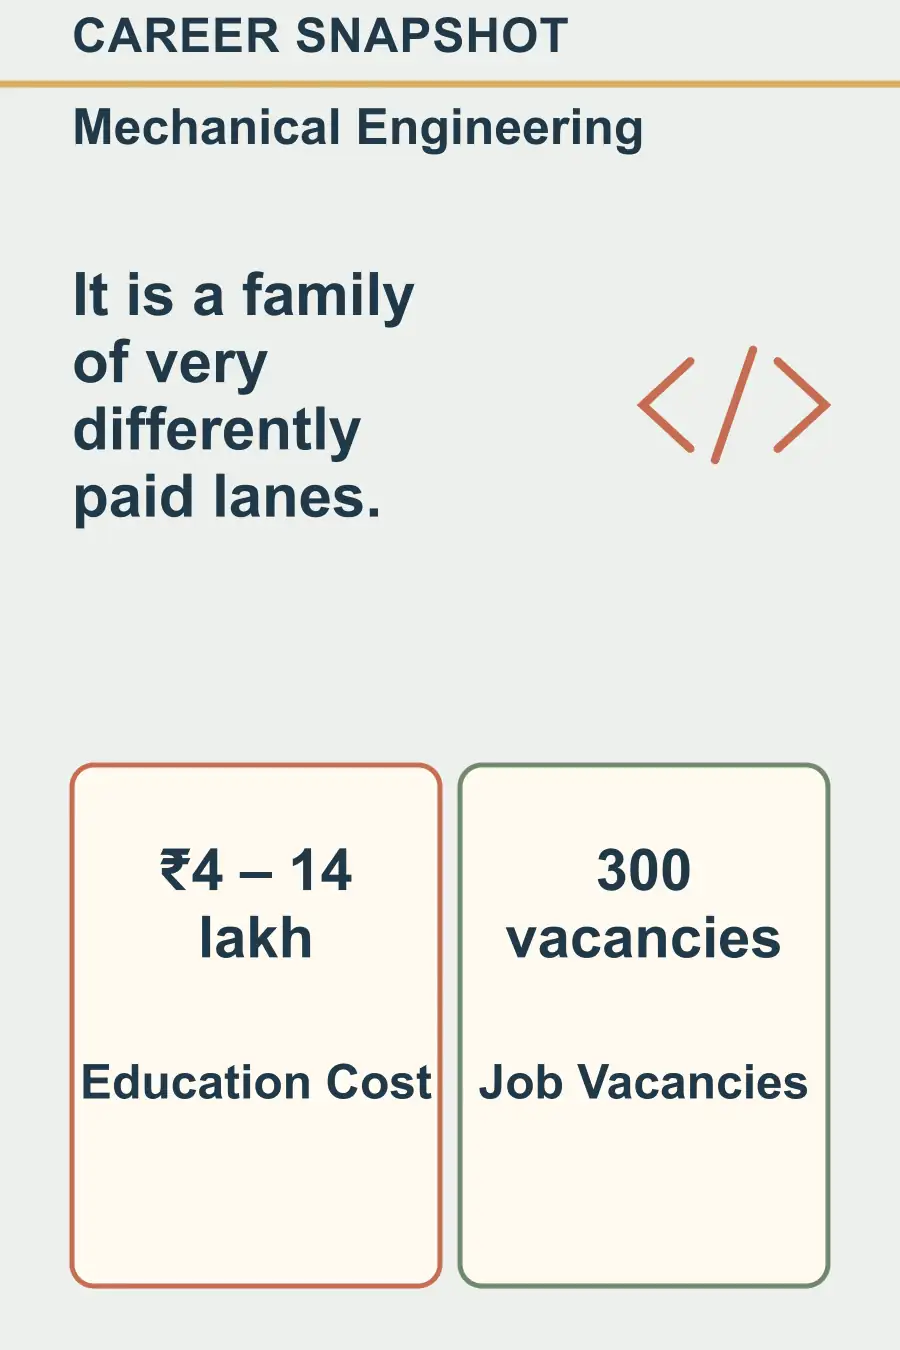 CAREER SNAPSHOT
Mechanical Engineering
It is a family
of very
differently
paid lanes.
₹4 – 14
lakh
Education Cost
300
vacancies
Job Vacancies